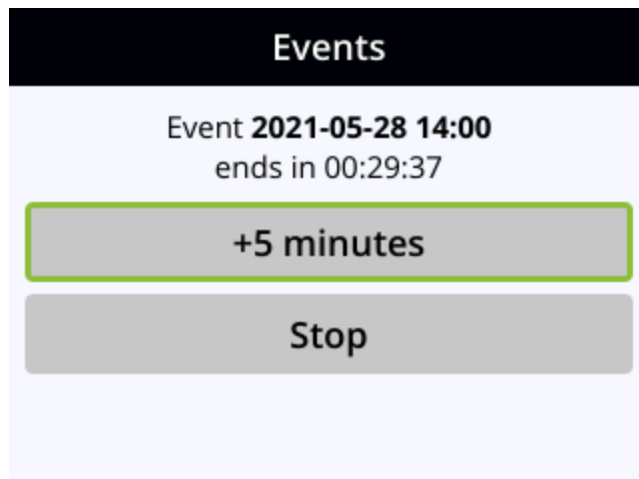 Events
Event 2021-05-28 14:00
ends in 00:29:37
+5 minutes
Stop